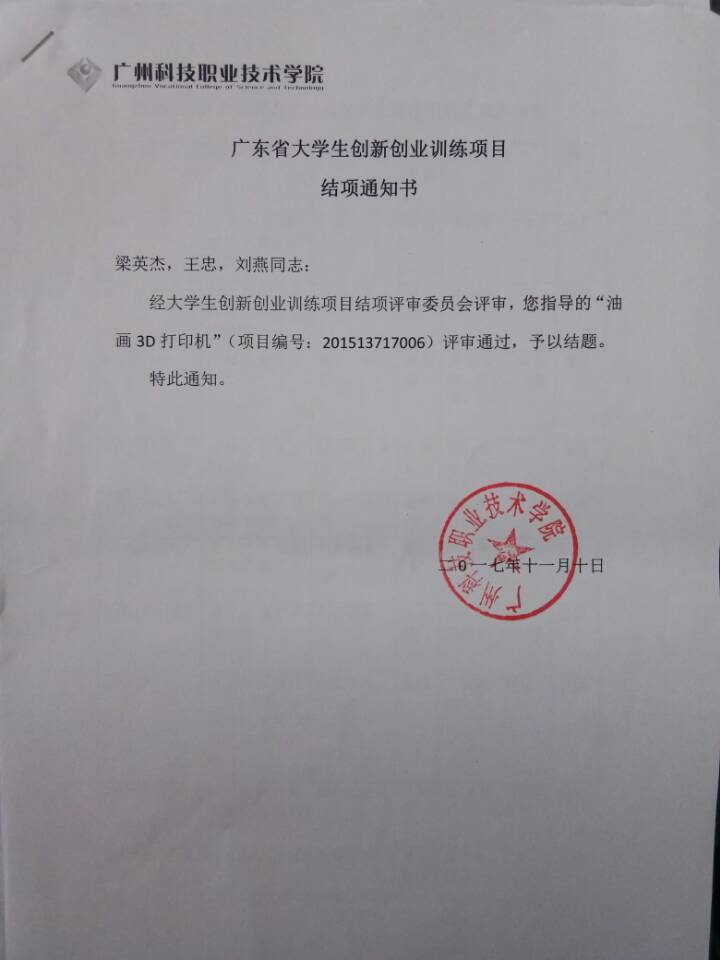 广州科技职业技术学院
Guangzhou Vocational College of Science and Technology
广东省大学生创新创业训练项目
结项通知书
梁英杰，王忠，刘燕同志：
经大学生创新创业训练项目结项评审委员会评审，您指导的“油
画 3D 打印机”（项目编号：201513717006）评审通过，予以结题。
特此通知。
广州科技职业技术学院
二〇一七年十一月十日